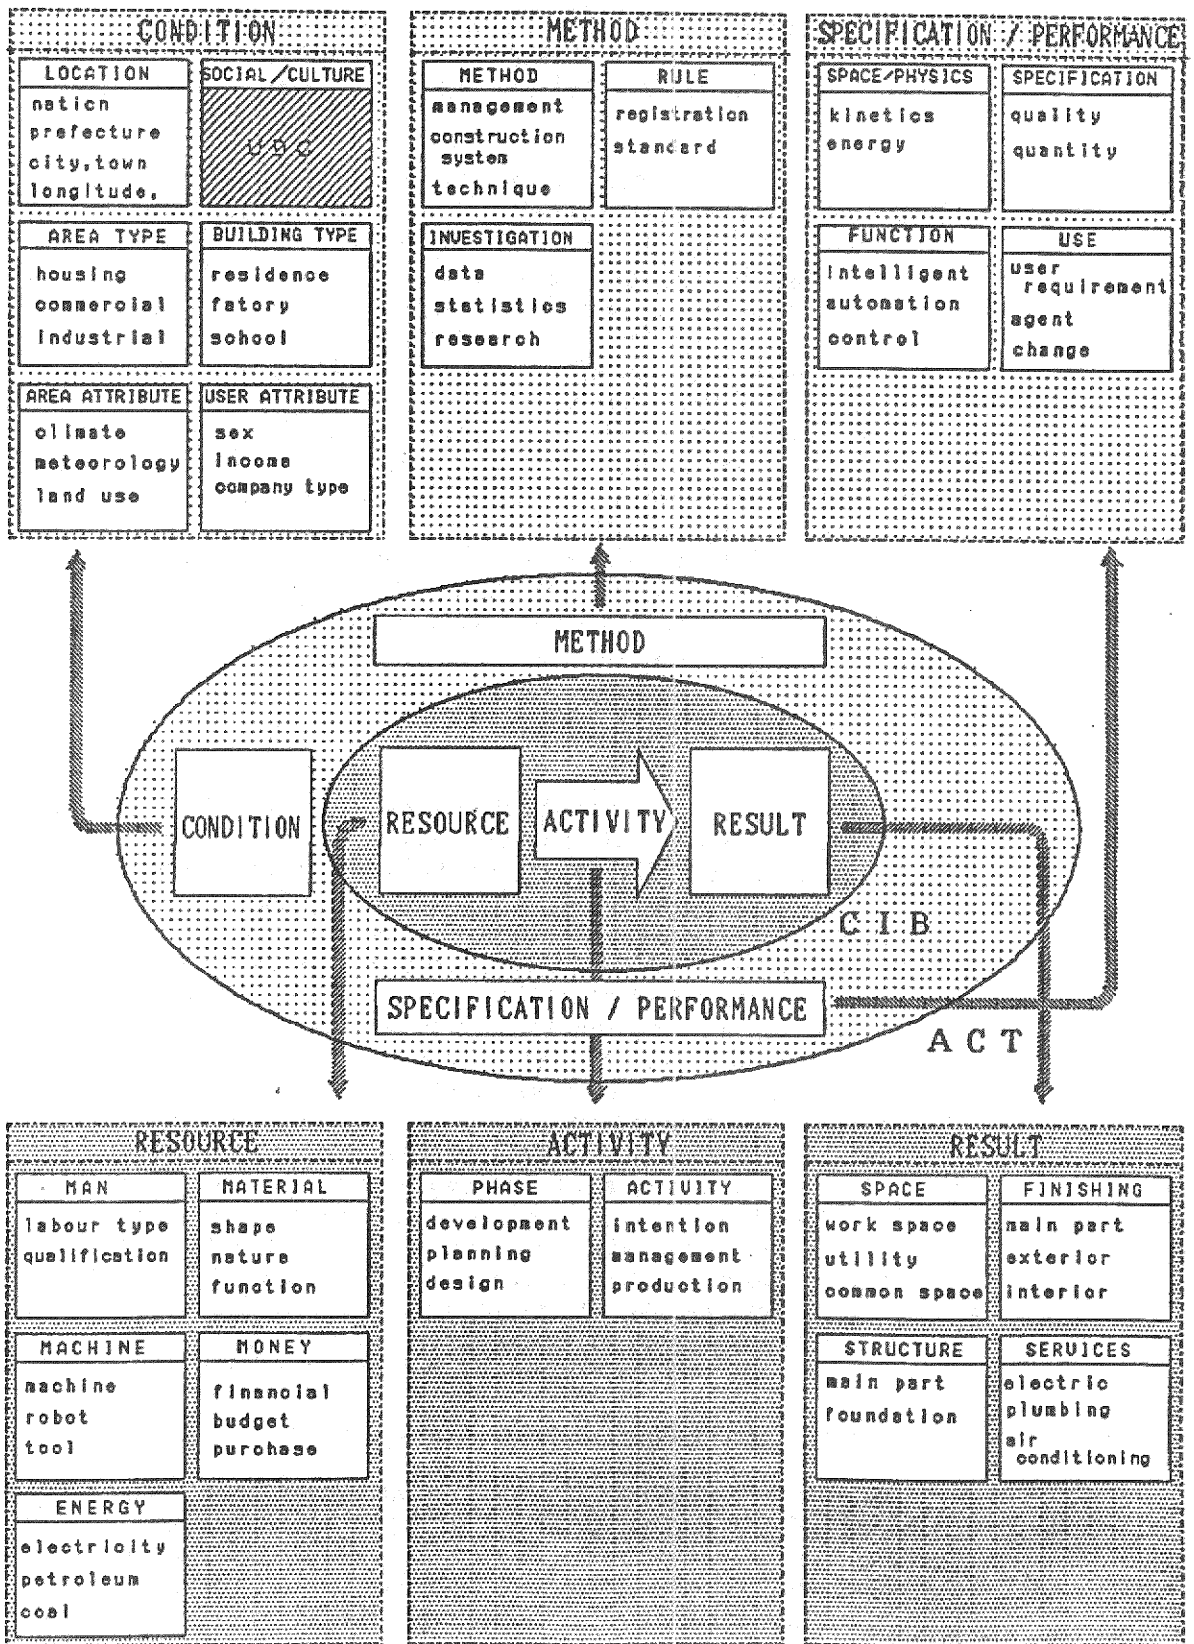 CONDITION
LOCATION
naticn
prefecture
city,town
longitude,
SOCIAL/CULTURE
UDC
AREA TYPE
housing
commercial
industrial
BUILDING TYPE
residence
fatory
school
AREA ATTRIBUTE
climate
meteorology
land use
USER ATTRIBUTE
sex
income
company type
METHOD
METHOD
management
construction
system
technique
RULE
registration
standard
INVESTIGATION
data
statistics
research
SPECIFICATION / PERFORMANCE
SPACE/PHYSICS
kinetics
energy
SPECIFICATION
quality
quantity
FUNCTION
intelligent
automation
control
USE
user
requirement
agent
change
METHOD
CONDITION
RESOURCE
ACTIVITY
RESULT
CIB
SPECIFICATION / PERFORMANCE
ACT
RESOURCE
MAN
labour type
qualification
MATERIAL
shape
nature
function
MACHINE
machine
robot
tool
MONEY
financial
budget
purchase
ENERGY
electricity
petroleum
coal
ACTIVITY
PHASE
development
planning
design
ACTIVITY
intention
management
production
RESULT
SPACE
work space
utility
common space
FINISHING
main part
exterior
interior
STRUCTURE
main part
foundation
SERVICES
electric
plumbing
air
conditioning